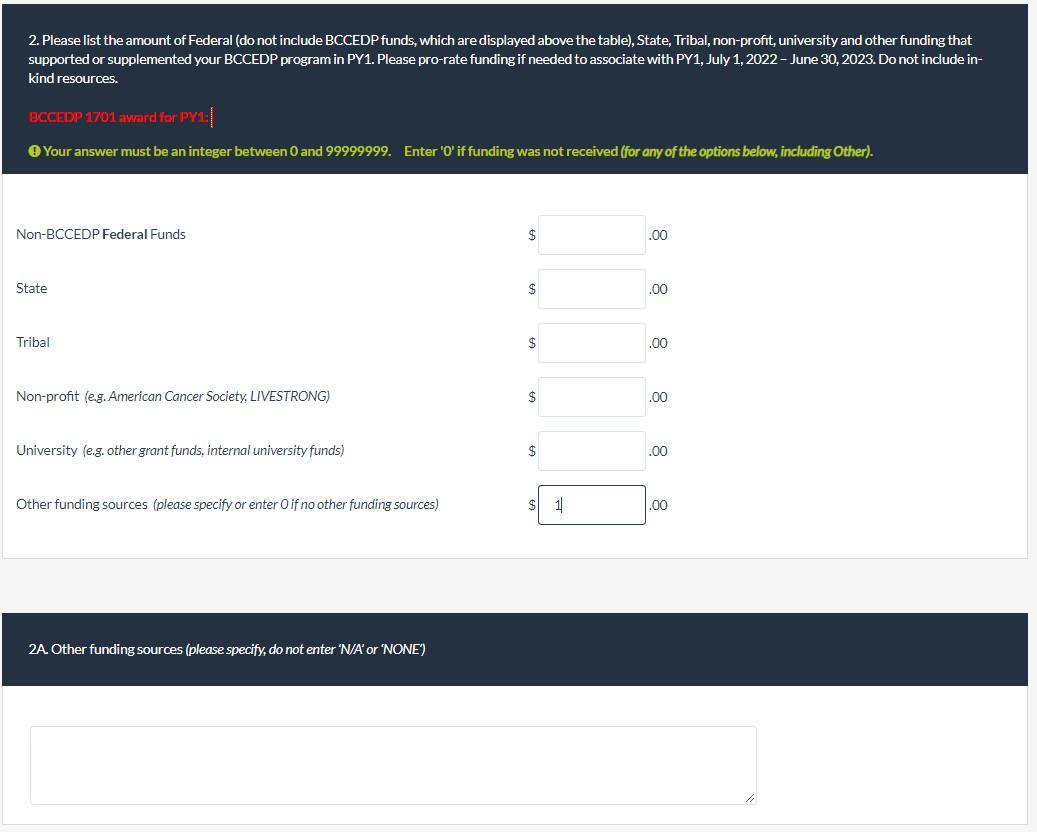 2. Please list the amount of Federal (do not include BCCEDP funds, which are displayed above the table), State, Tribal, non-profit, university and other funding that
supported or supplemented your BCCEDP program in PY1. Please pro-rate funding if needed to associate with PY1, July 1, 2022 – June 30, 2023. Do not include in-
kind resources.
BCCEDP 1701 award for PY1:
Your answer must be an integer between 0 and 99999999. Enter '0' if funding was not received (for any of the options below, including Other).
Non-BCCEDP Federal Funds $ .00
State $ .00
Tribal $ .00
Non-profit (e.g. American Cancer Society, LIVESTRONG) $ .00
University (e.g. other grant funds, internal university funds) $ .00
Other funding sources (please specify or enter 0 if no other funding sources) $ 1 .00
2A. Other funding sources (please specify, do not enter 'N/A' or 'NONE')